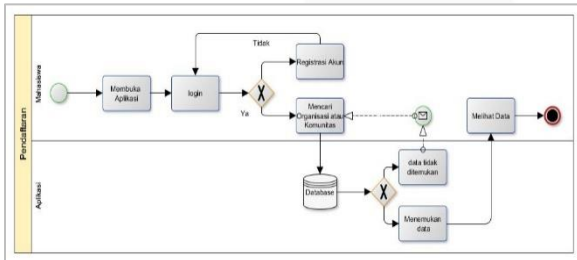 Pendaftaran
Mahasiswa
Membuka
Aplikasi
login
Tidak
Registrasi Akun
Ya
Mencari
Organisasi atau
Komunitas
Melihat Data
Aplikasi
Database
data tidak
ditemukan
Menemukan
data